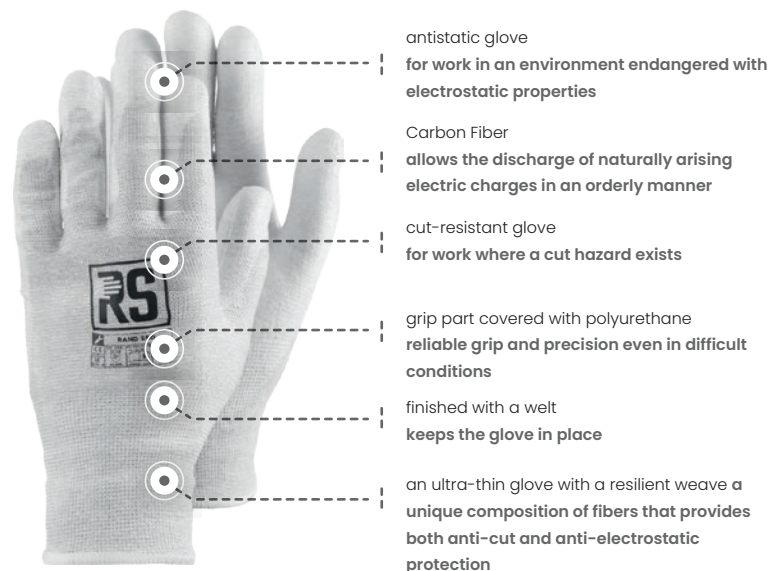 antistatic glove
for work in an environment endangered with
electrostatic properties
Carbon Fiber
allows the discharge of naturally arising
electric charges in an orderly manner
cut-resistant glove
for work where a cut hazard exists
RS
grip part covered with polyurethane
reliable grip and precision even in difficult
conditions
finished with a welt
keeps the glove in place
an ultra-thin glove with a resilient weave a
unique composition of fibers that provides
both anti-cut and anti-electrostatic
protection